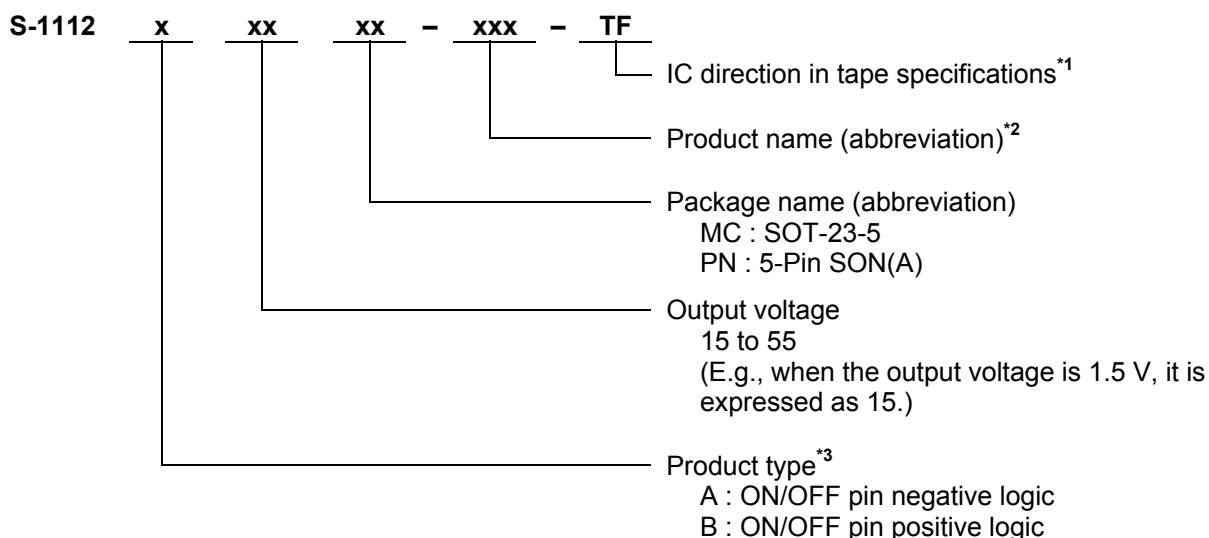 S-1112 x xx xx – xxx – TF
IC direction in tape specifications*1
Product name (abbreviation)*2
Package name (abbreviation)
MC : SOT-23-5
PN : 5-Pin SON(A)
Output voltage
15 to 55
(E.g., when the output voltage is 1.5 V, it is
expressed as 15.)
Product type*3
A : ON/OFF pin negative logic
B : ON/OFF pin positive logic